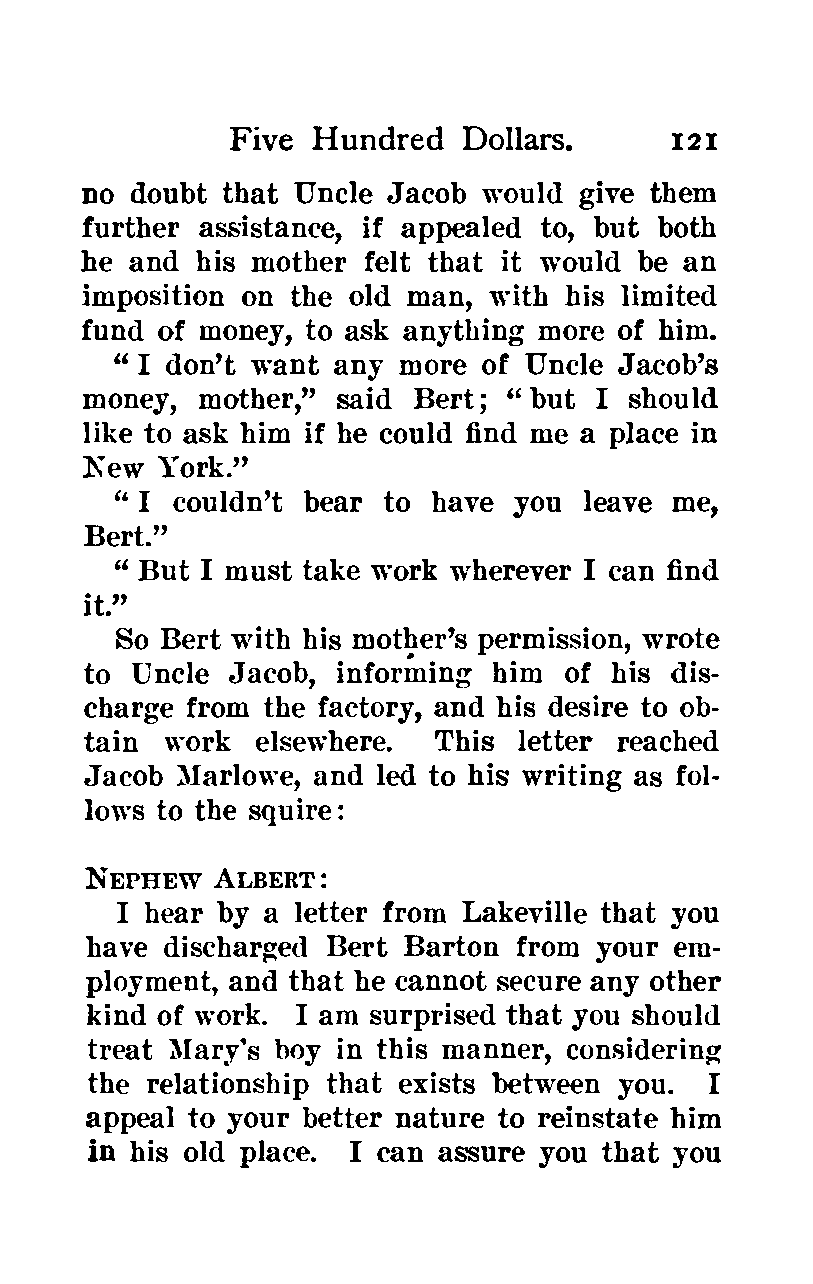 Five Hundred Dollars. 121
no doubt that Uncle Jacob would give them
further assistance, if appealed to, but both
he and his mother felt that it would be an
imposition on the old man, with his limited
fund of money, to ask anything more of him.
“ I don’t want any more of Uncle Jacob’s
money, mother,” said Bert; “ but I should
like to ask him if he could find me a place in
New York.”
“ I couldn’t bear to have you leave me,
Bert.”
“ But I must take work wherever I can find
it.”
So Bert with his mother’s permission, wrote
to Uncle Jacob, informing him of his dis-
charge from the factory, and his desire to ob-
tain work elsewhere. This letter reached
Jacob Marlowe, and led to his writing as fol-
lows to the squire:
NEPHEW ALBERT:
I hear by a letter from Lakeville that you
have discharged Bert Barton from your em-
ployment, and that he cannot secure any other
kind of work. I am surprised that you should
treat Mary’s boy in this manner, considering
the relationship that exists between you. I
appeal to your better nature to reinstate him
in his old place. I can assure you that you